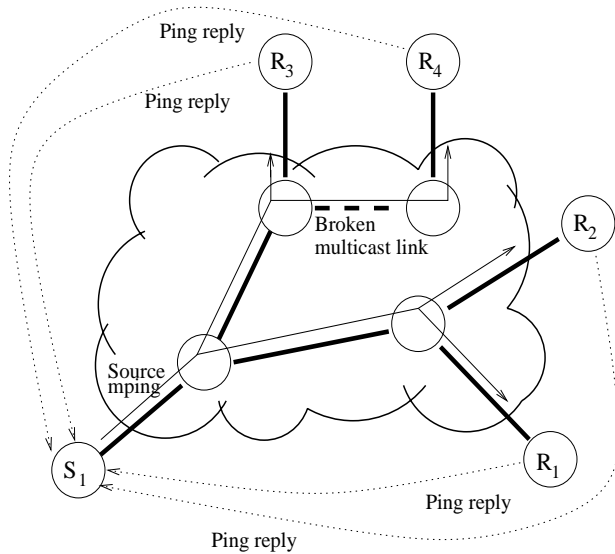 Ping reply
R3
R4
Ping reply
R2
Broken
multicast link
Source
mping
S1
R1
Ping reply
Ping reply